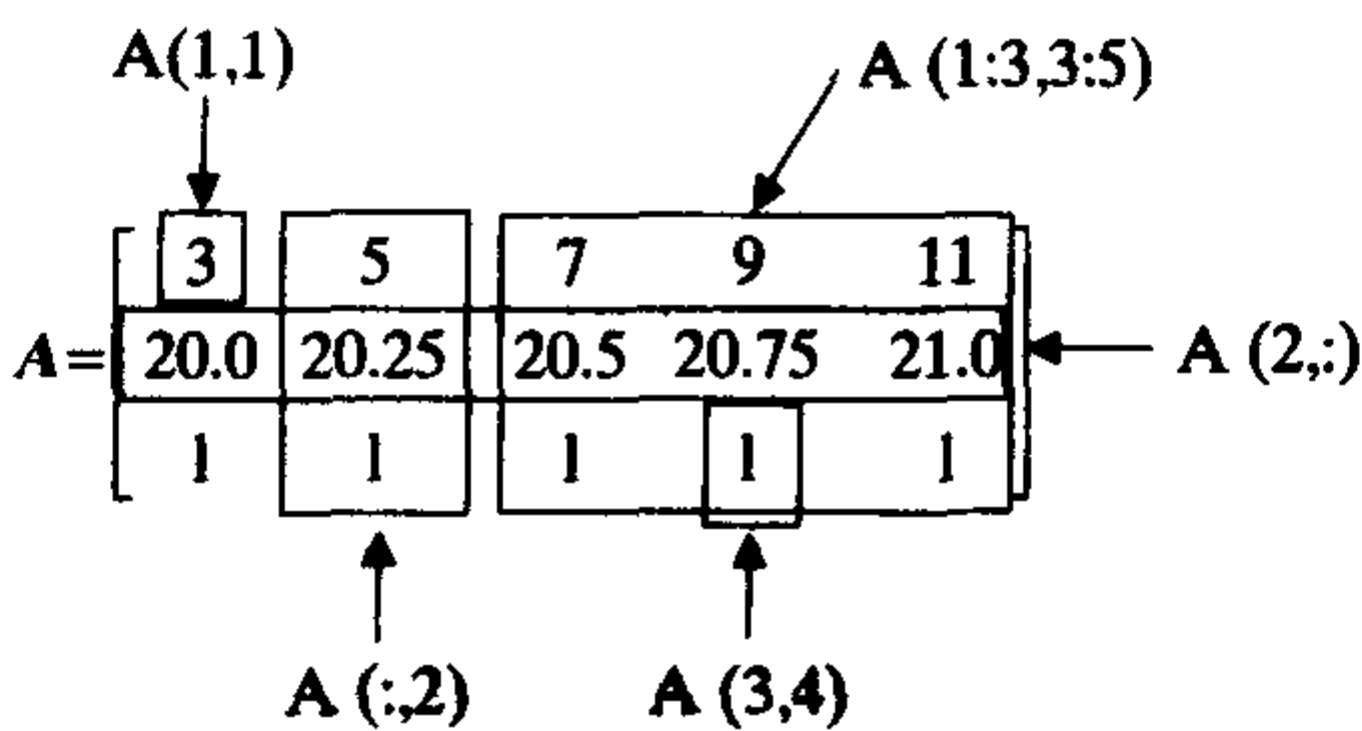 A(1,1)
A (1:3,3:5)
3 5 7 9 11
A= 20.0 20.25 20.5 20.75 21.0 A (2,:)
1 1 1 1 1
A (:,2) A (3,4)